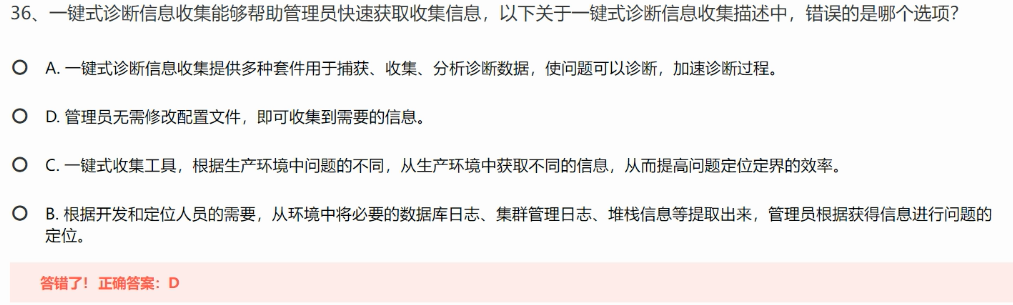 36、一键式诊断信息收集能够帮助管理员快速获取收集信息，以下关于一键式诊断信息收集描述中，错误的是哪个选项？
A. 一键式诊断信息收集提供多种套件用于捕获、收集、分析诊断数据，使问题可以诊断，加速诊断过程。
D. 管理员无需修改配置文件，即可收集到需要的信息。
C. 一键式收集工具，根据生产环境中问题的不同，从生产环境中获取不同的信息，从而提高问题定位定界的效率。
B. 根据开发和定位人员的需要，从环境中将必要的数据库日志、集群管理日志、堆栈信息等提取出来，管理员根据获得信息进行问题的
定位。
答错了！正确答案：D